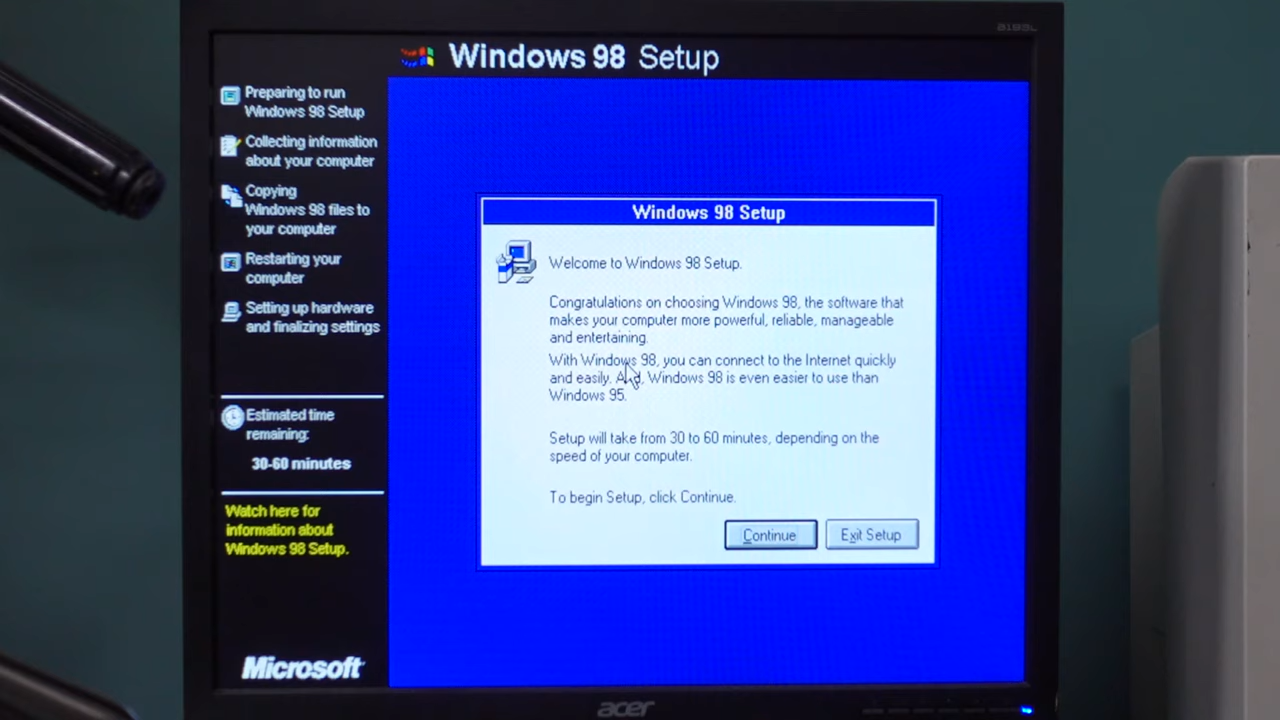 Windows 98 Setup
Preparing to run
Windows 98 Setup
Collecting information
about your computer
Copying
Windows 98 files to
your computer
Restarting your
computer
Setting up hardware
and finalizing settings
Estimated time
remaining:
30-60 minutes
Watch here for
information about
Windows 98 Setup.
Microsoft
Windows 98 Setup
Welcome to Windows 98 Setup.
Congratulations on choosing Windows 98, the software that
makes your computer more powerful, reliable, manageable
and entertaining.
With Windows 98, you can connect to the Internet quickly
and easily. And, Windows 98 is even easier to use than
Windows 95.
Setup will take from 30 to 60 minutes, depending on the
speed of your computer.
To begin Setup, click Continue.
Continue
Exit Setup
acer